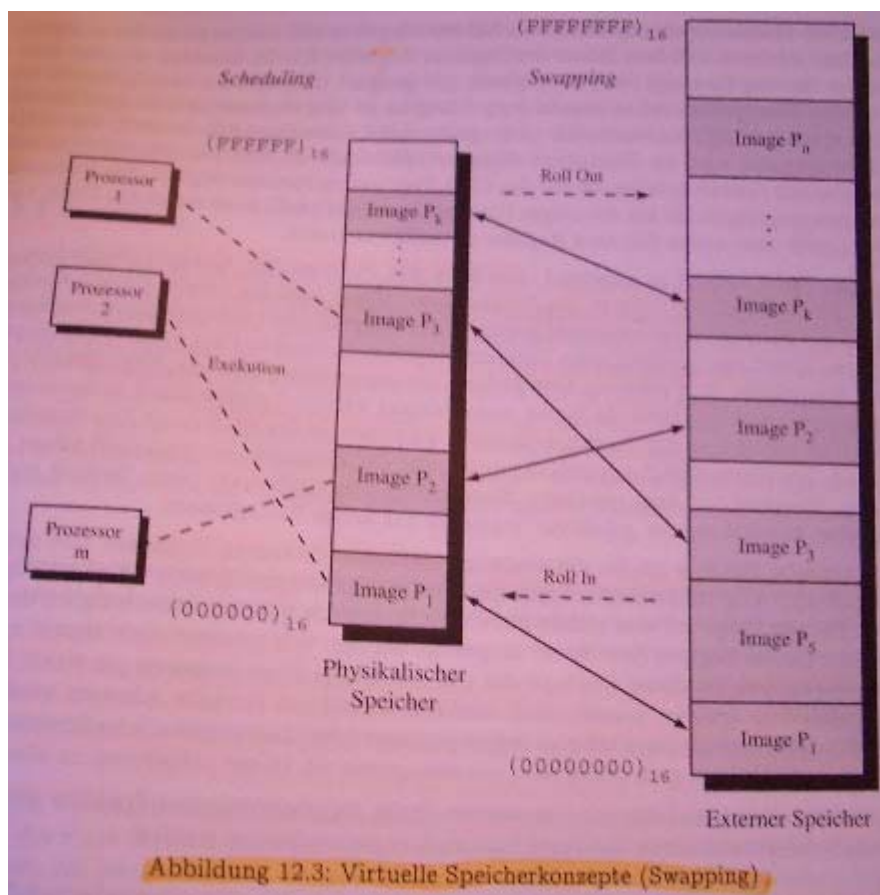 (FFFFFFFF)16
Scheduling
Swapping
(FFFFFF)16
Image Pn
Prozessor
1
Roll Out
Image Pk
Prozessor
2
Image P3
Image Pk
Exekution
Image P2
Image P2
Prozessor
m
Image P3
Roll In
Image P1
(000000)16
Image P5
Physikalischer
Speicher
Image P1
(00000000)16
Externer Speicher
Abbildung 12.3: Virtuelle Speicherkonzepte (Swapping)